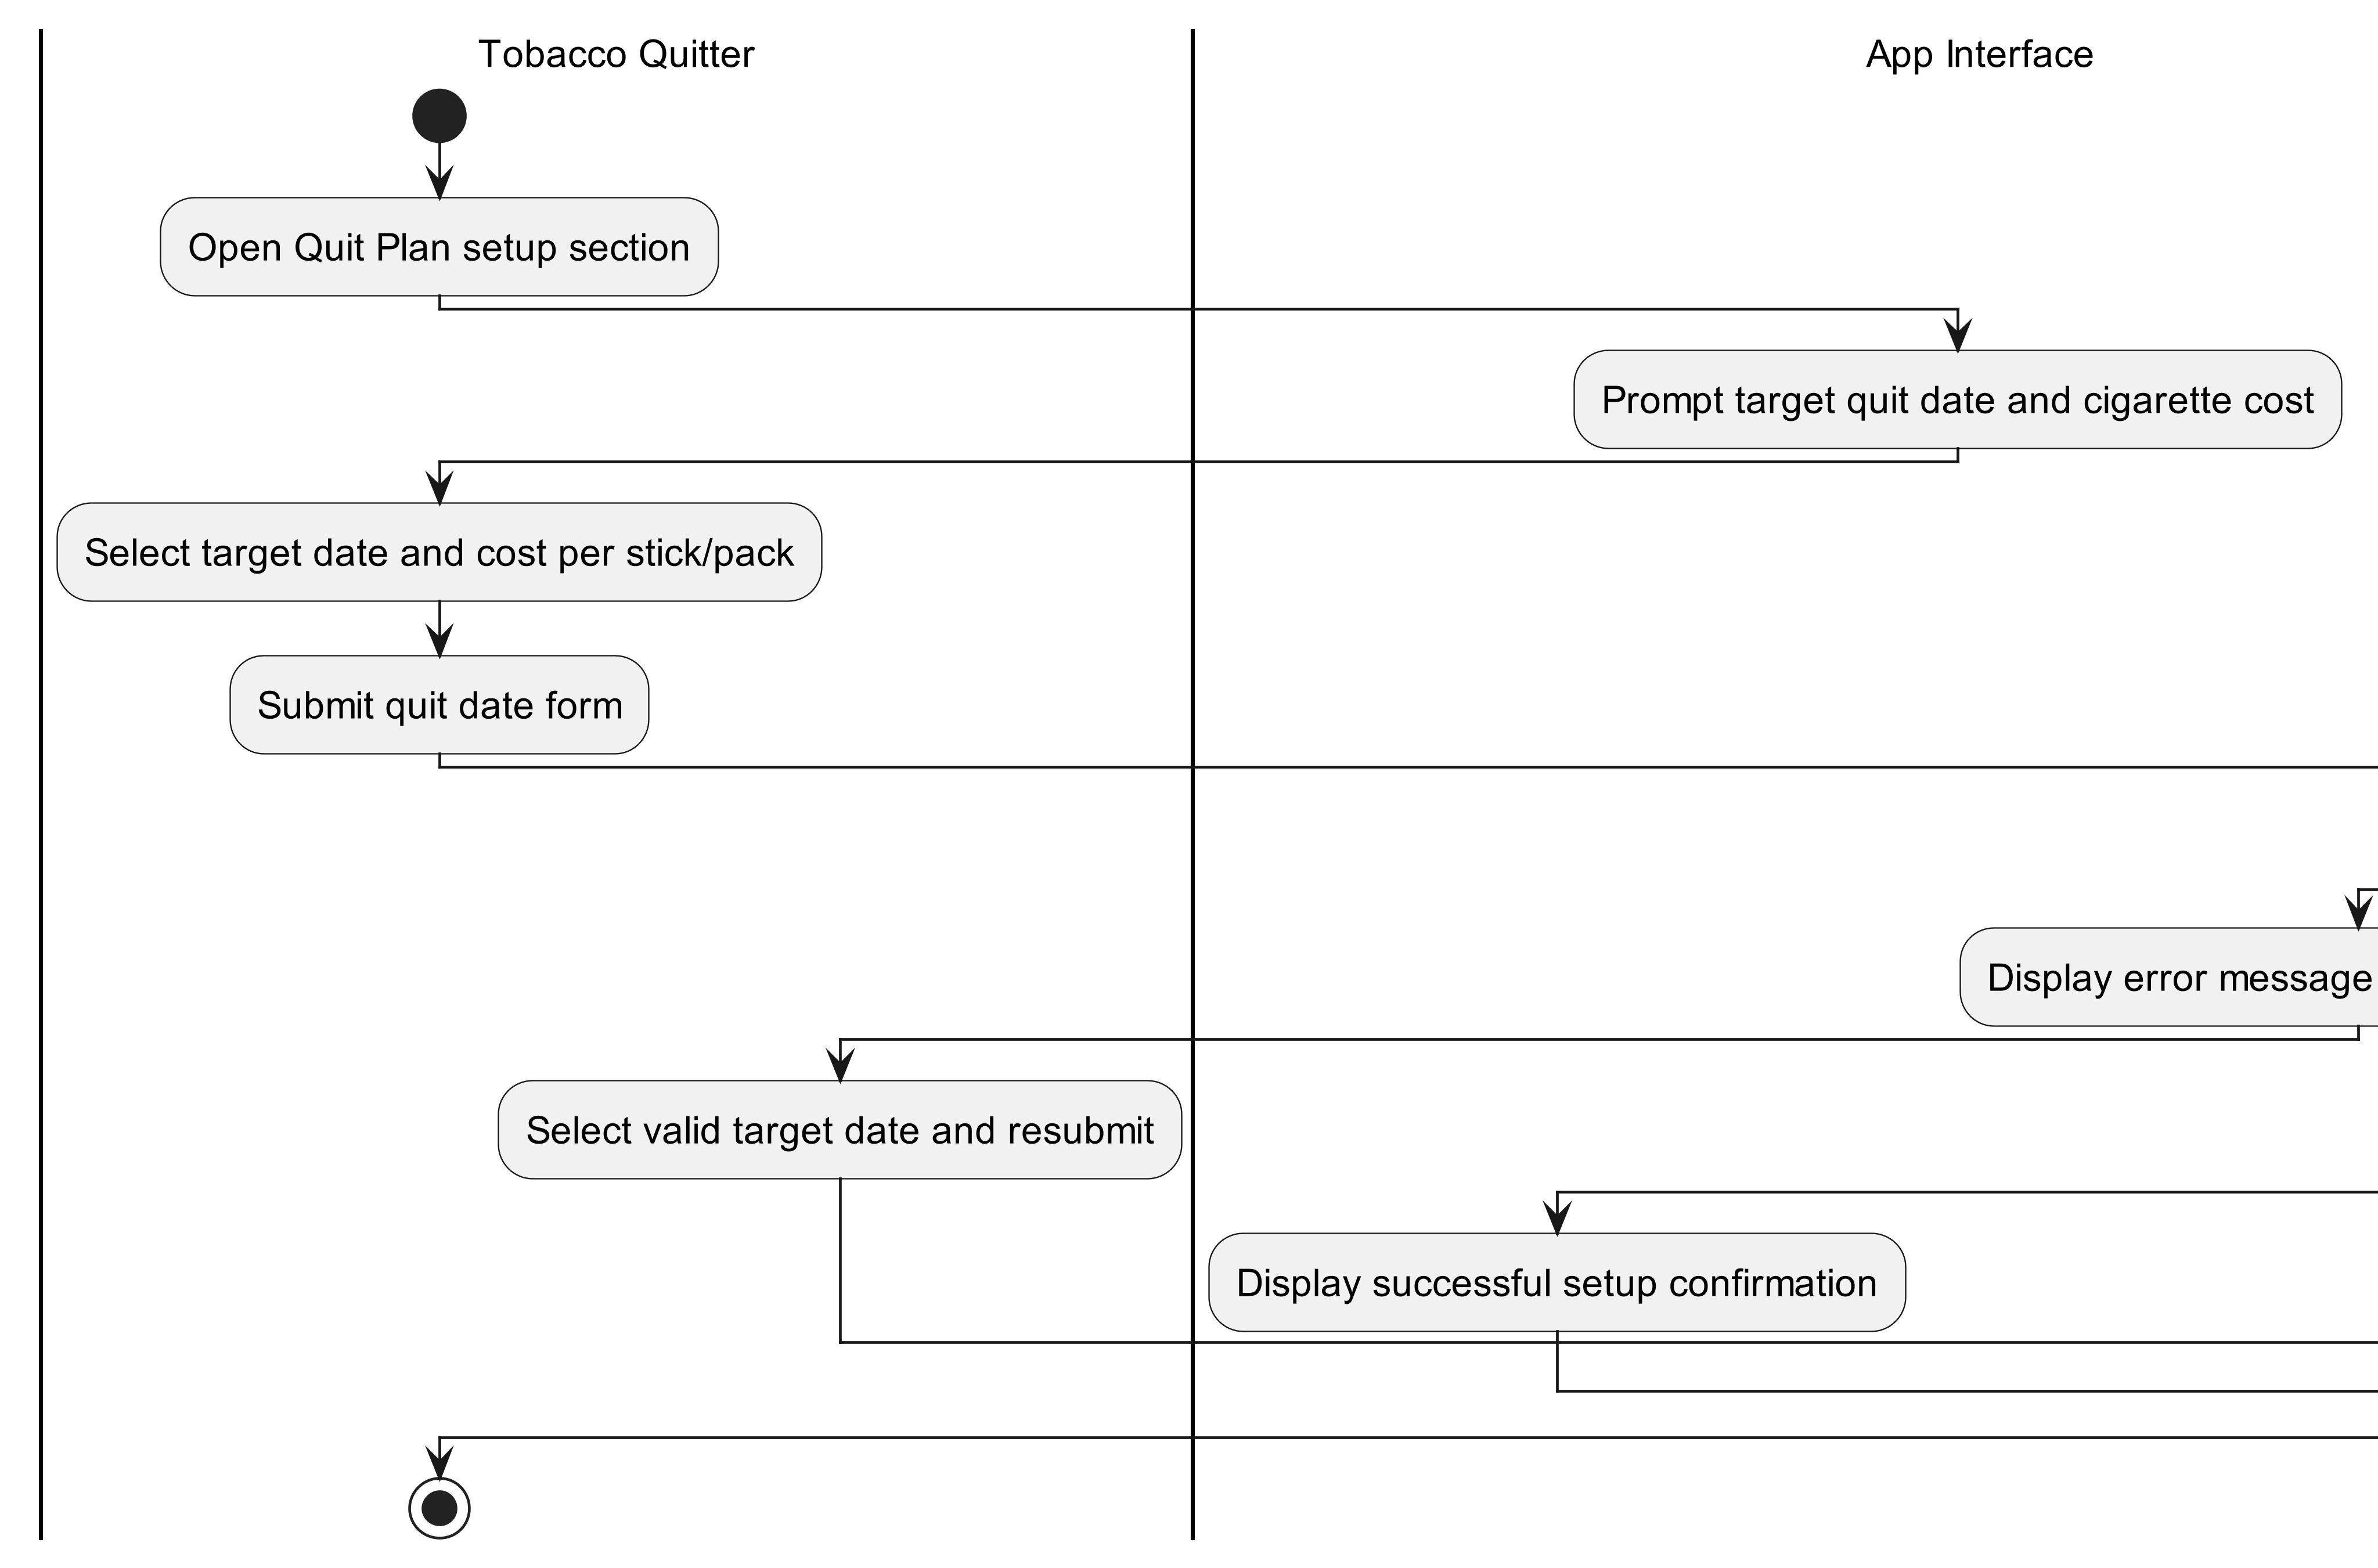 Tobacco Quitter
App Interface
Open Quit Plan setup section
Prompt target quit date and cigarette cost
Select target date and cost per stick/pack
Submit quit date form
Display error message
Select valid target date and resubmit
Display successful setup confirmation